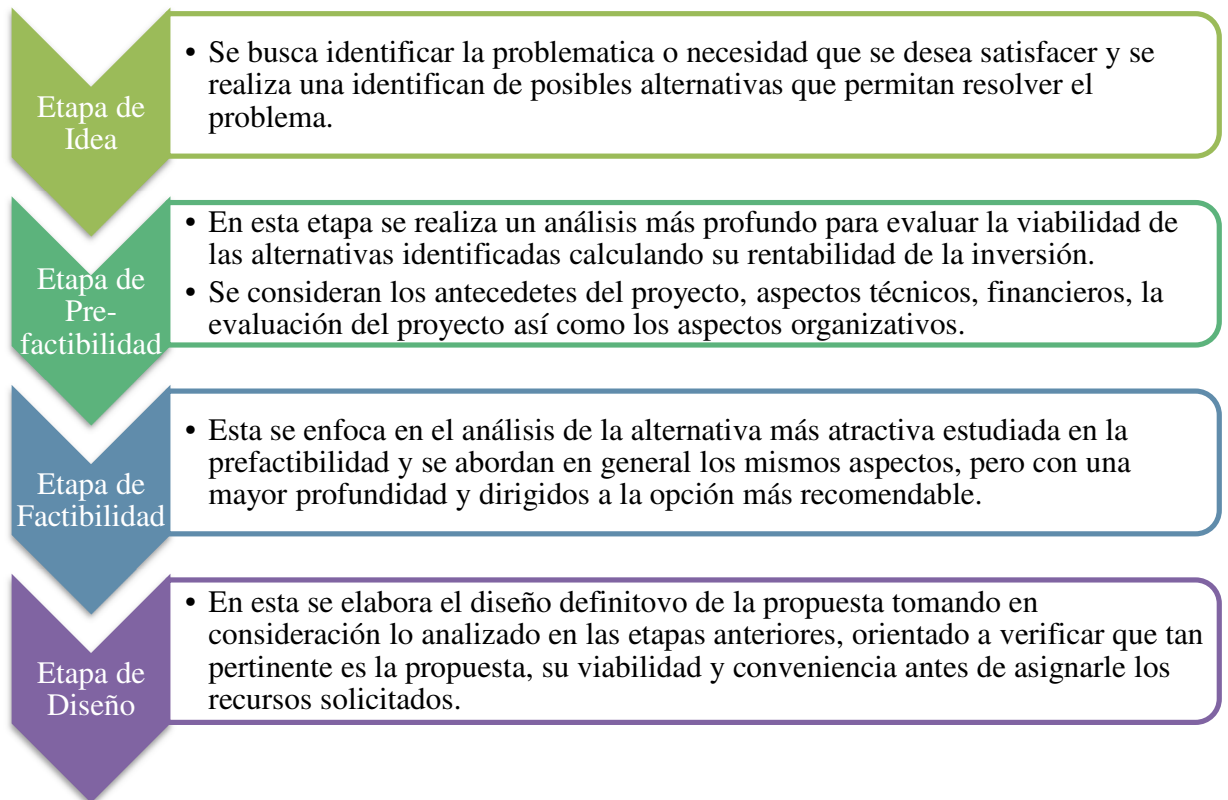 Etapa de
Idea
• Se busca identificar la problematica o necesidad que se desea satisfacer y se
realiza una identifican de posibles alternativas que permitan resolver el
problema.
Etapa de
Pre-
factibilidad
• En esta etapa se realiza un análisis más profundo para evaluar la viabilidad de
las alternativas identificadas calculando su rentabilidad de la inversión.
• Se consideran los antecedetes del proyecto, aspectos técnicos, financieros, la
evaluación del proyecto así como los aspectos organizativos.
Etapa de
Factibilidad
• Esta se enfoca en el análisis de la alternativa más atractiva estudiada en la
prefactibilidad y se abordan en general los mismos aspectos, pero con una
mayor profundidad y dirigidos a la opción más recomendable.
Etapa de
Diseño
• En esta se elabora el diseño definitovo de la propuesta tomando en
consideración lo analizado en las etapas anteriores, orientado a verificar que tan
pertinente es la propuesta, su viabilidad y conveniencia antes de asignarle los
recursos solicitados.